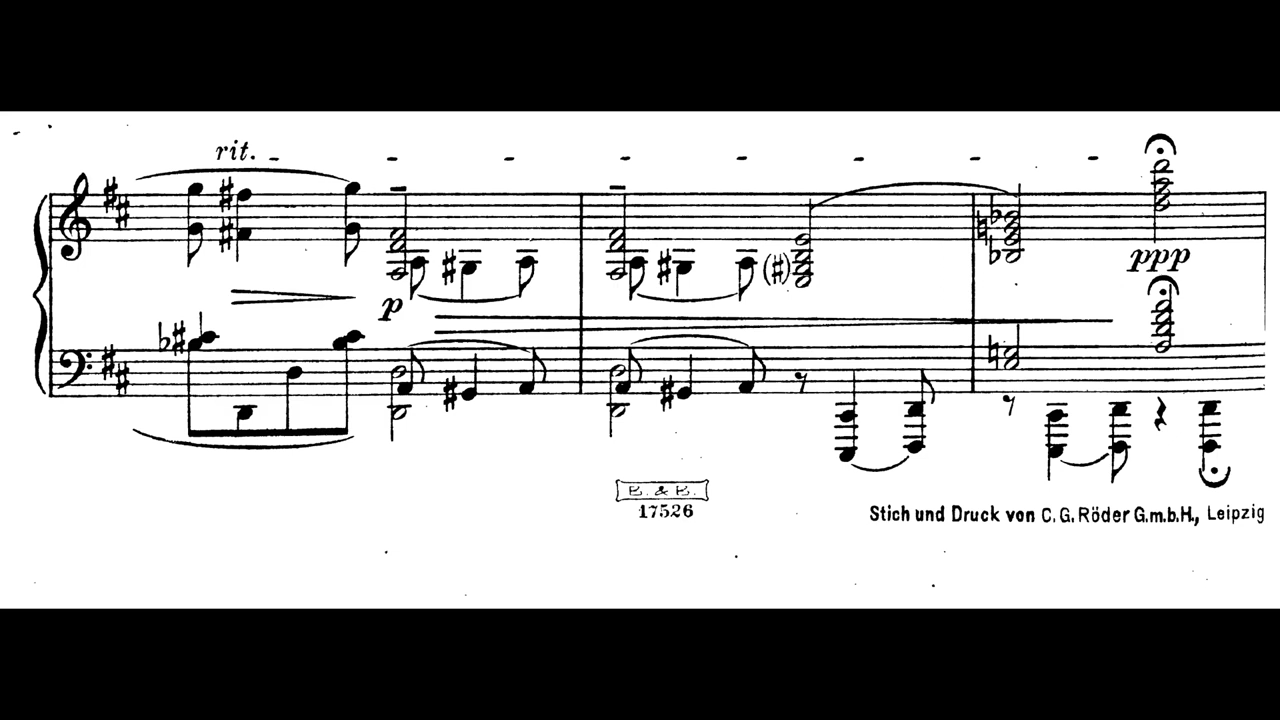 rit.
p
ppp
B. & B.
17526
Stich und Druck von C. G. Röder G.m.b.H., Leipzig